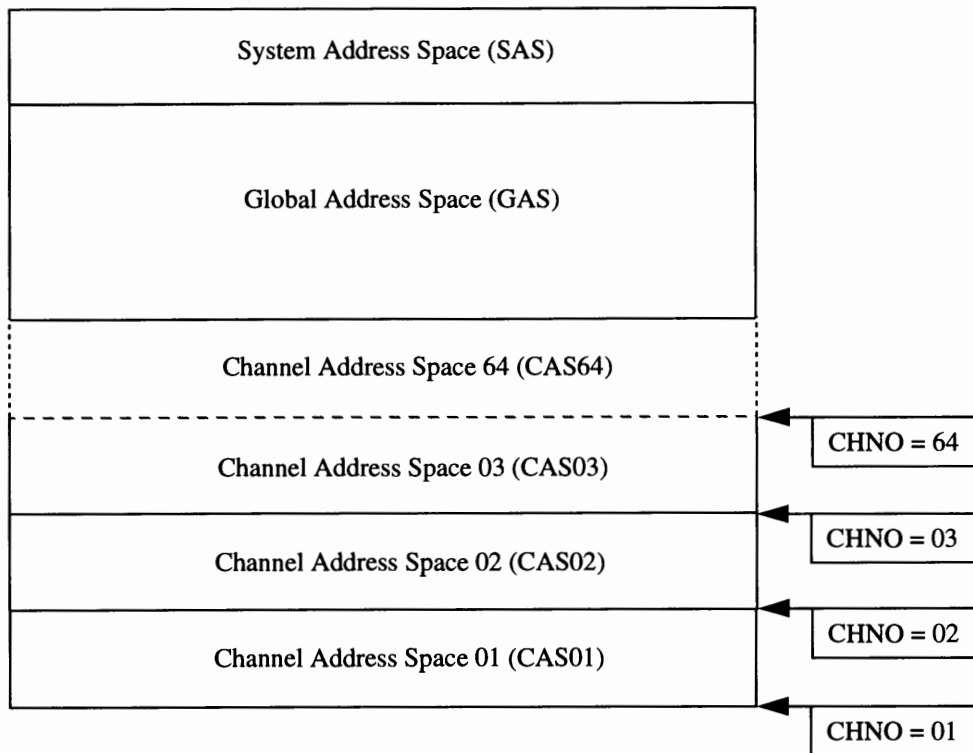 System Address Space (SAS)
Global Address Space (GAS)
Channel Address Space 64 (CAS64)
CHNO = 64
Channel Address Space 03 (CAS03)
CHNO = 03
Channel Address Space 02 (CAS02)
CHNO = 02
Channel Address Space 01 (CAS01)
CHNO = 01